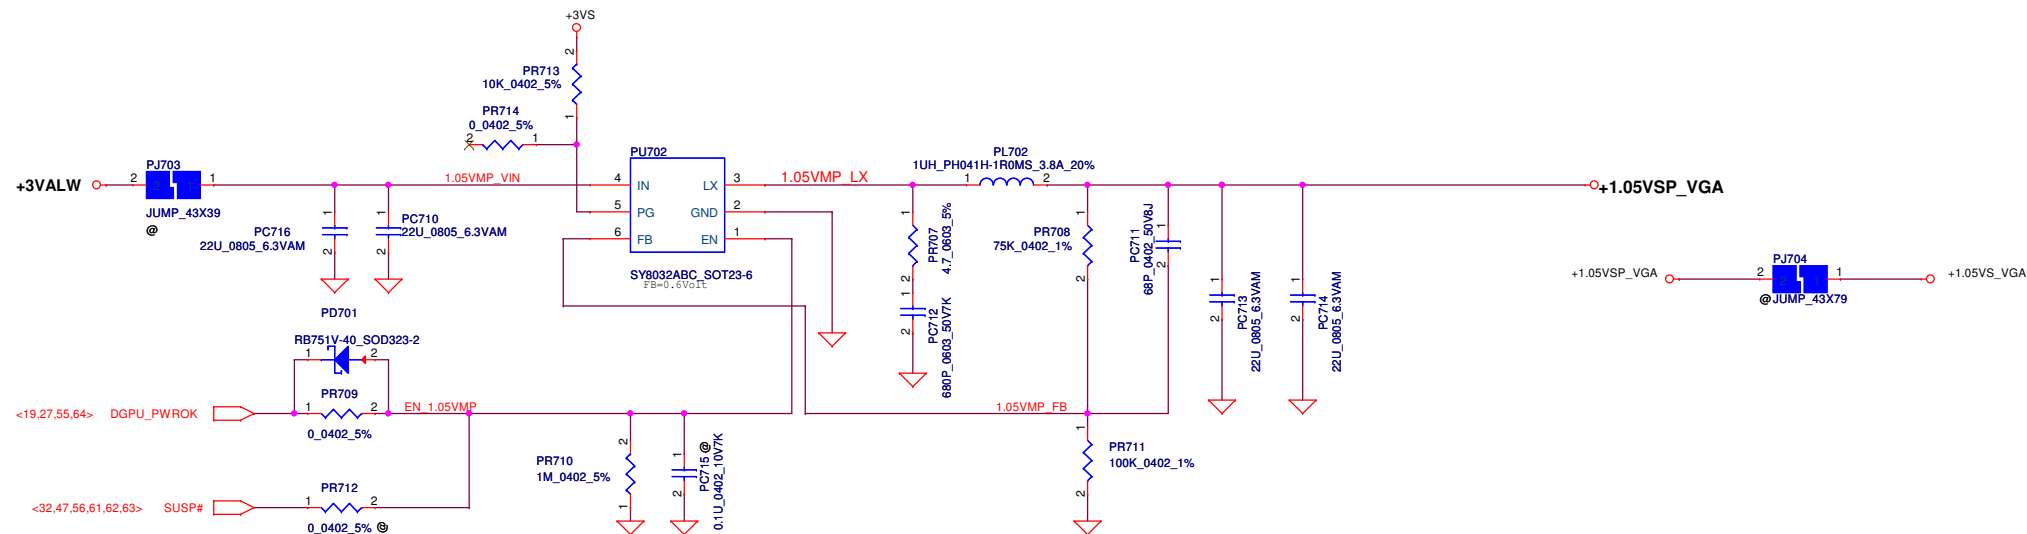 +3VS
2
PR713
10K_0402_5%
1
PR714
0_0402_5%
2
1
PJ703
+3VALW
2
2
1
1
JUMP_43X39
@
1.05VMP_VIN
PU702
4
IN
LX
3
5
PG
GND
2
6
FB
EN
1
SY8032ABC_SOT23-6
FB=0.6Volt
1.05VMP_LX
PL702
1UH_PH041H-1R0MS_3.8A_20%
1
2
+1.05VSP_VGA
1
PC716
22U_0805_6.3VAM
2
1
PC710
22U_0805_6.3VAM
2
1
PR707
4.7_0603_5%
2
1
PC712
680P_0603_50V7K
2
1
PR708
75K_0402_1%
2
1
PC711
68P_0402_50V8J
2
1
PC713
22U_0805_6.3VAM
2
1
PC714
22U_0805_6.3VAM
2
+1.05VSP_VGA
2
PJ704
2
1
1
+1.05VS_VGA
@JUMP_43X79
PD701
RB751V-40_SOD323-2
1
2
PR709
<19,27,55,64>
DGPU_PWROK
1
2
0_0402_5%
EN_1.05VMP
1.05VMP_FB
2
PR710
1M_0402_5%
1
1
PC715 @
0.1U_0402_10V7K
2
1
PR711
100K_0402_1%
2
PR712
<32,47,56,61,62,63>
SUSP#
1
2
0_0402_5% @